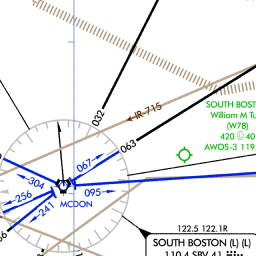 032
IR-715
SOUTH BOST
William M Tu
(W78)
420 40
AWOS-3 119.
063
067
304
256
241
095
MCDON
122.5 122.1R
SOUTH BOSTON (L) (L)
110.4 SBV 41